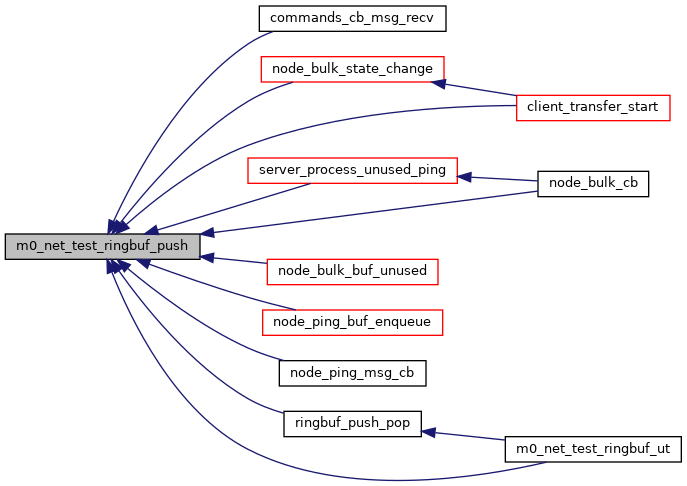 commands_cb_msg_recv
node_bulk_state_change
client_transfer_start
server_process_unused_ping
node_bulk_cb
m0_net_test_ringbuf_push
node_bulk_buf_unused
node_ping_buf_enqueue
node_ping_msg_cb
ringbuf_push_pop
m0_net_test_ringbuf_ut